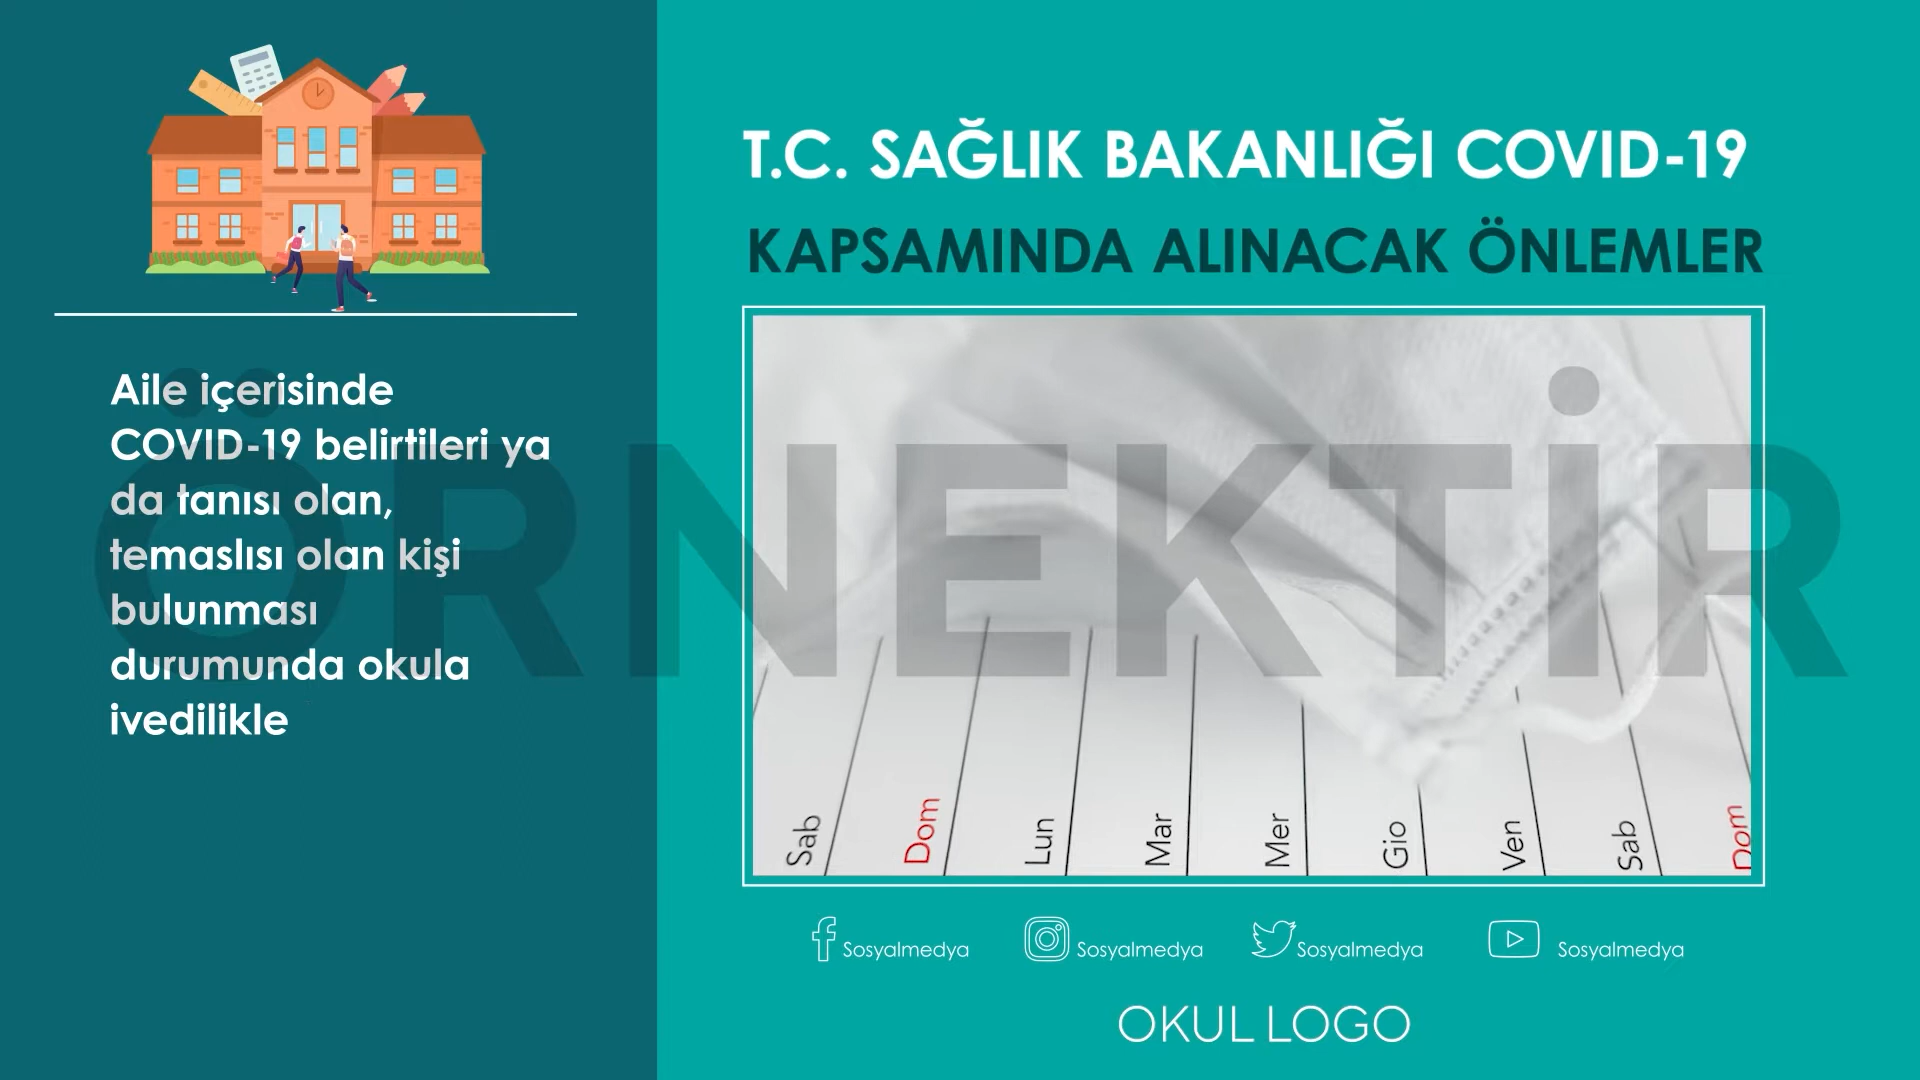 T.C. SAĞLIK BAKANLIĞI COVID-19
KAPSAMINDA ALINACAK ÖNLEMLER
Aile içerisinde
COVID-19 belirtileri ya
da tanısı olan,
temaslısı olan kişi
bulunması
durumunda okula
ivedilikle
ÖRNEKTİR
Sab
Dom
Lun
Mar
Mer
Gio
Ven
Sab
Dom
Sosyalmedya
Sosyalmedya
Sosyalmedya
Sosyalmedya
OKUL LOGO